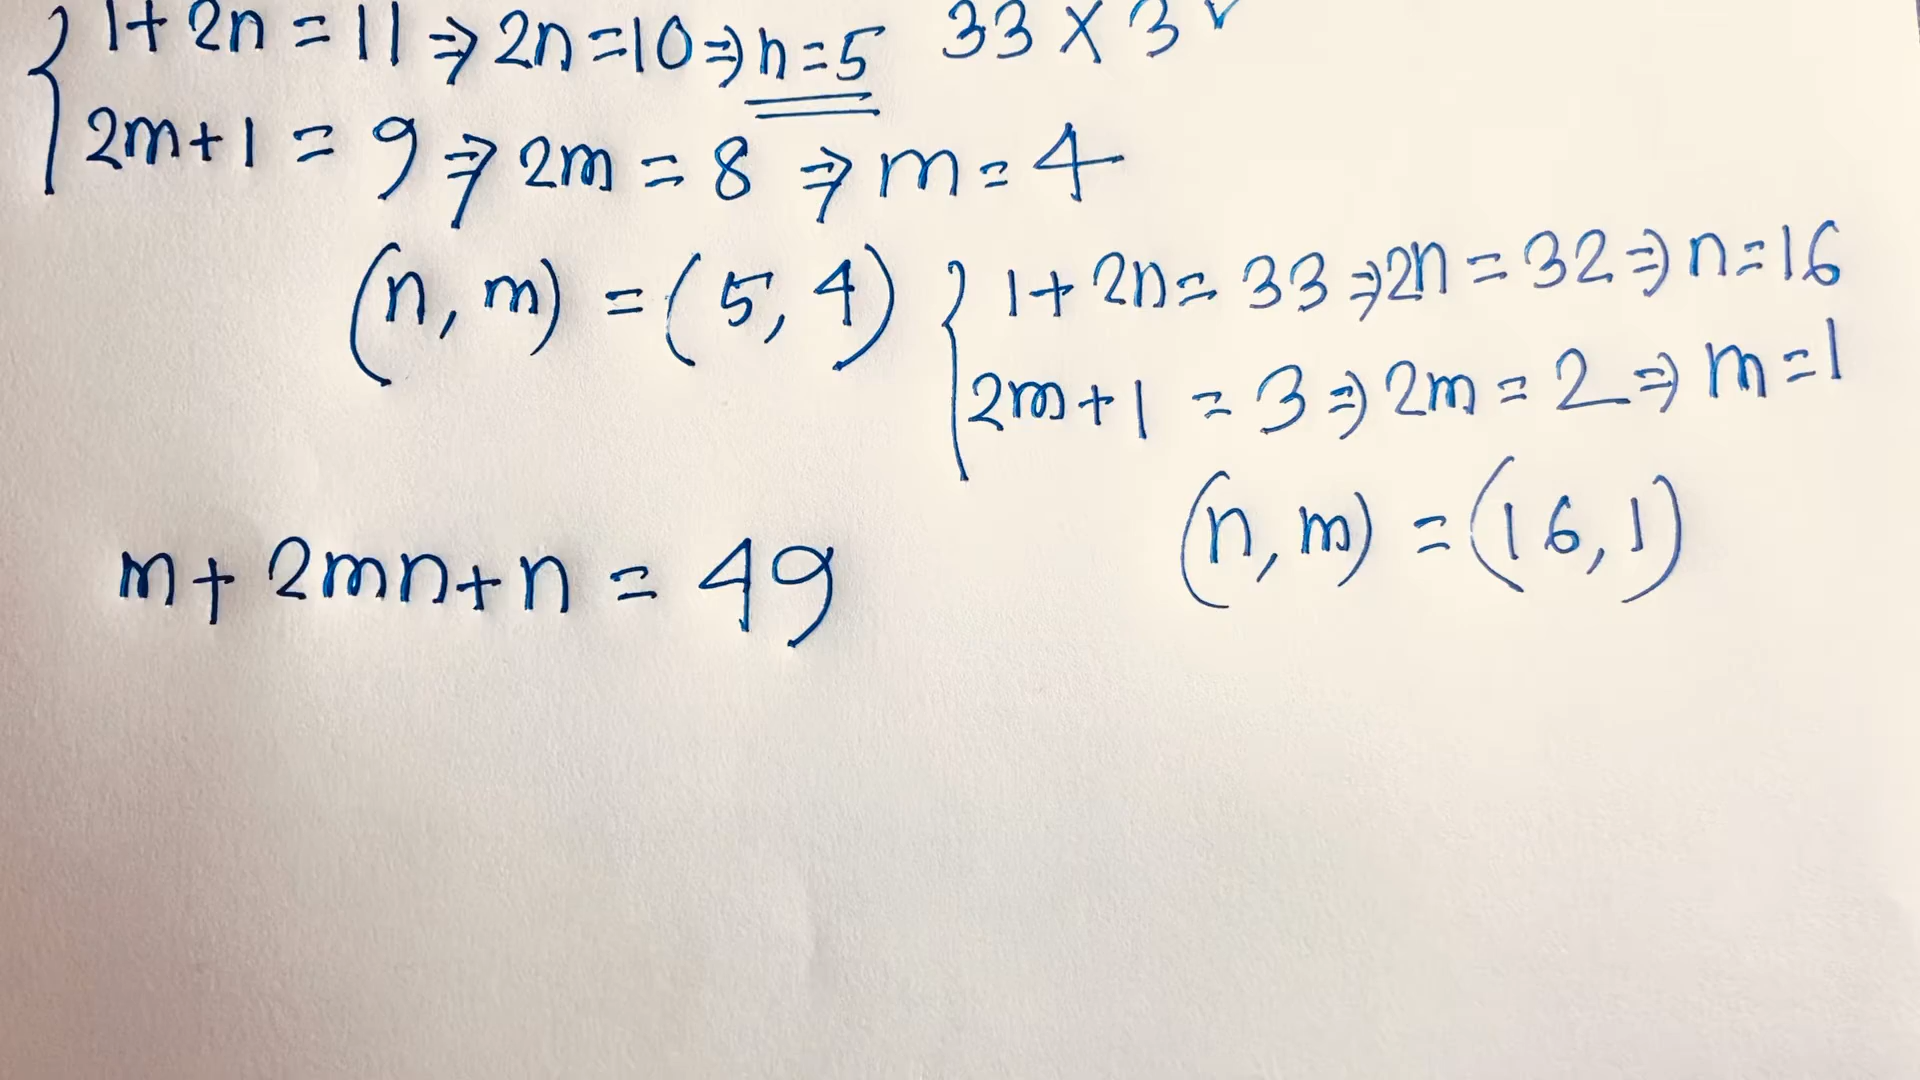 1+2n=11⇒2n=10⇒n=5
33×3✓
2m+1=9⇒2m=8⇒m=4
(n,m)=(5,4)
1+2n=33⇒2n=32⇒n=16
2m+1=3⇒2m=2⇒m=1
(n,m)=(16,1)
m+2mn+n=49